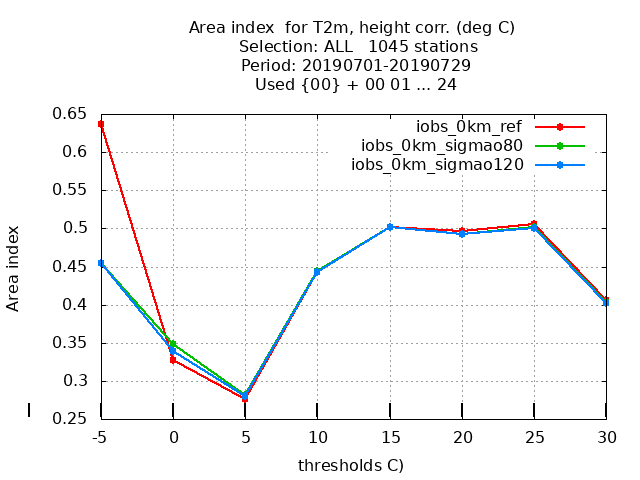 Area index  for T2m, height corr. (deg C)
Selection: ALL   1045 stations
Period: 20190701-20190729
Used {00} + 00 01 ... 24
iobs_0km_ref
iobs_0km_sigmao80
iobs_0km_sigmao120
Area index
0.65
0.6
0.55
0.5
0.45
0.4
0.35
0.3
0.25
-5 0 5 10 15 20 25 30
thresholds C)